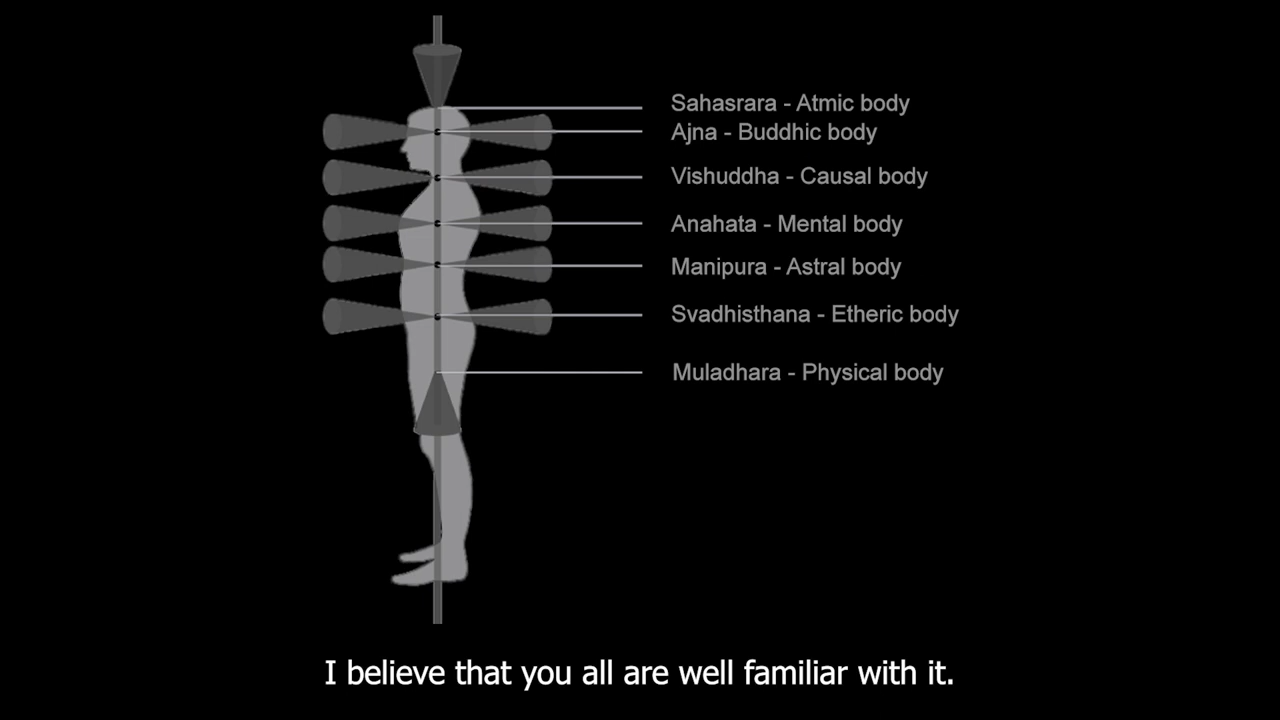 Sahasrara - Atmic body
Ajna - Buddhic body
Vishuddha - Causal body
Anahata - Mental body
Manipura - Astral body
Svadhisthana - Etheric body
Muladhara - Physical body
I believe that you all are well familiar with it.